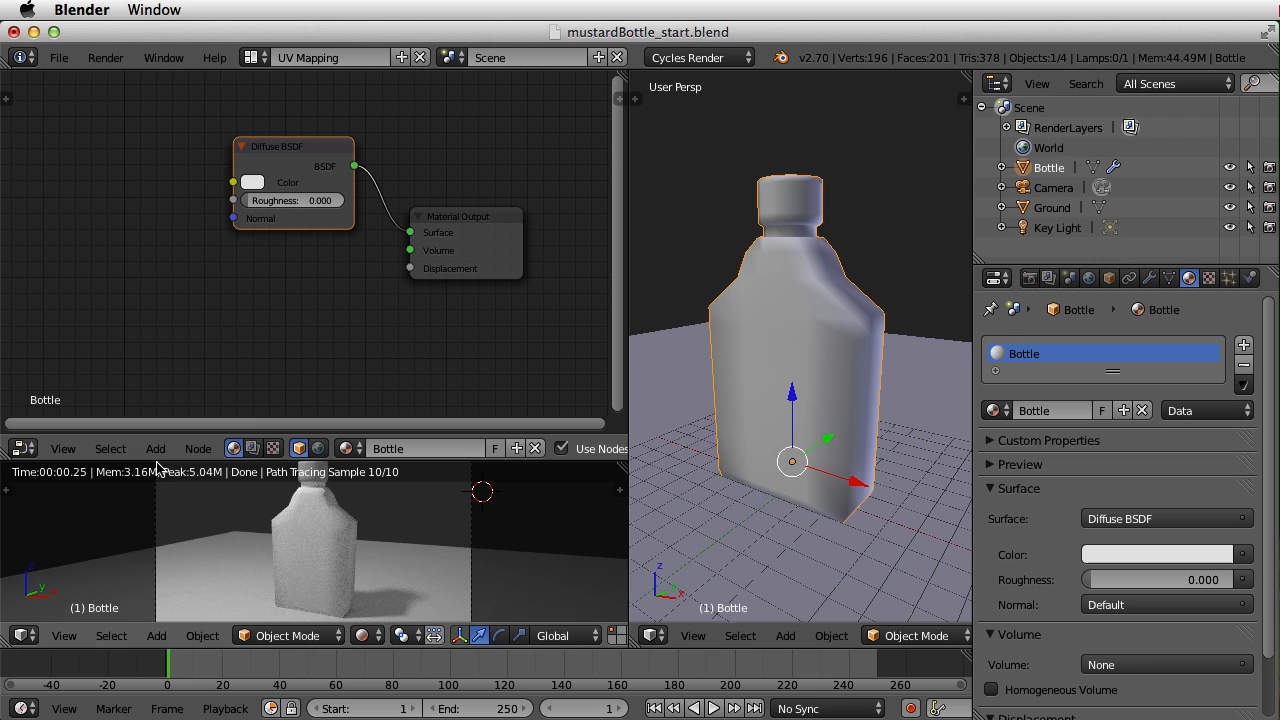 Blender Window
mustardBottle_start.blend
File Render Window Help UV Mapping Scene Cycles Render v2.70 | Verts:196 | Faces:201 | Tris:378 | Objects:1/4 | Lamps:0/1 | Mem:44.49M | Bottle
Diffuse BSDF
BSDF
Color
Roughness: 0.000
Normal
Material Output
Surface
Volume
Displacement
Bottle
View Select Add Node Bottle F Use Nodes
Time:00:00.25 | Mem:3.16M Peak:5.04M | Done | Path Tracing Sample 10/10
z
y
x
(1) Bottle
View Select Add Object Object Mode Global
User Persp
z
x
(1) Bottle
View Select Add Object Object Mode
View Search All Scenes
Scene
RenderLayers |
World
Bottle |
Camera |
Ground |
Key Light |
Bottle Bottle
Bottle
Bottle F Data
Custom Properties
Preview
Surface
Surface: Diffuse BSDF
Color:
Roughness: 0.000
Normal: Default
Volume
Volume: None
Homogeneous Volume
Displacement
-40 -20 0 20 40 60 80 100 120 140 160 180 200 220 240 260
View Marker Frame Playback Start: 1 End: 250 1 No Sync